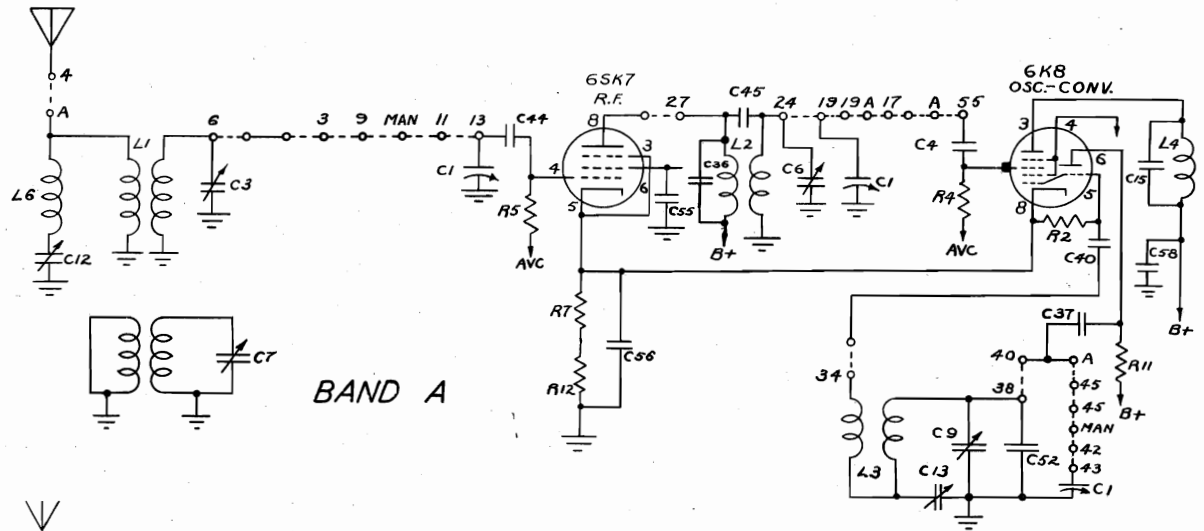 4
A
L6
C12
L1
6
C3
3
9
MAN
11
13
C44
C1
R5
AVC
6SK7
R.F.
8
3
4
6
5
C55
27
C45
C36
L2
B+
24
19
19A
17
A
55
C6
C1
C4
R4
AVC
6K8
OSC.-CONV.
3
4
6
5
8
R2
C40
C15
L4
C58
B+
R7
R12
C56
C7
BAND A
34
L3
C13
C9
C52
40
38
C37
A
45
45
MAN
42
43
C1
R11
B+